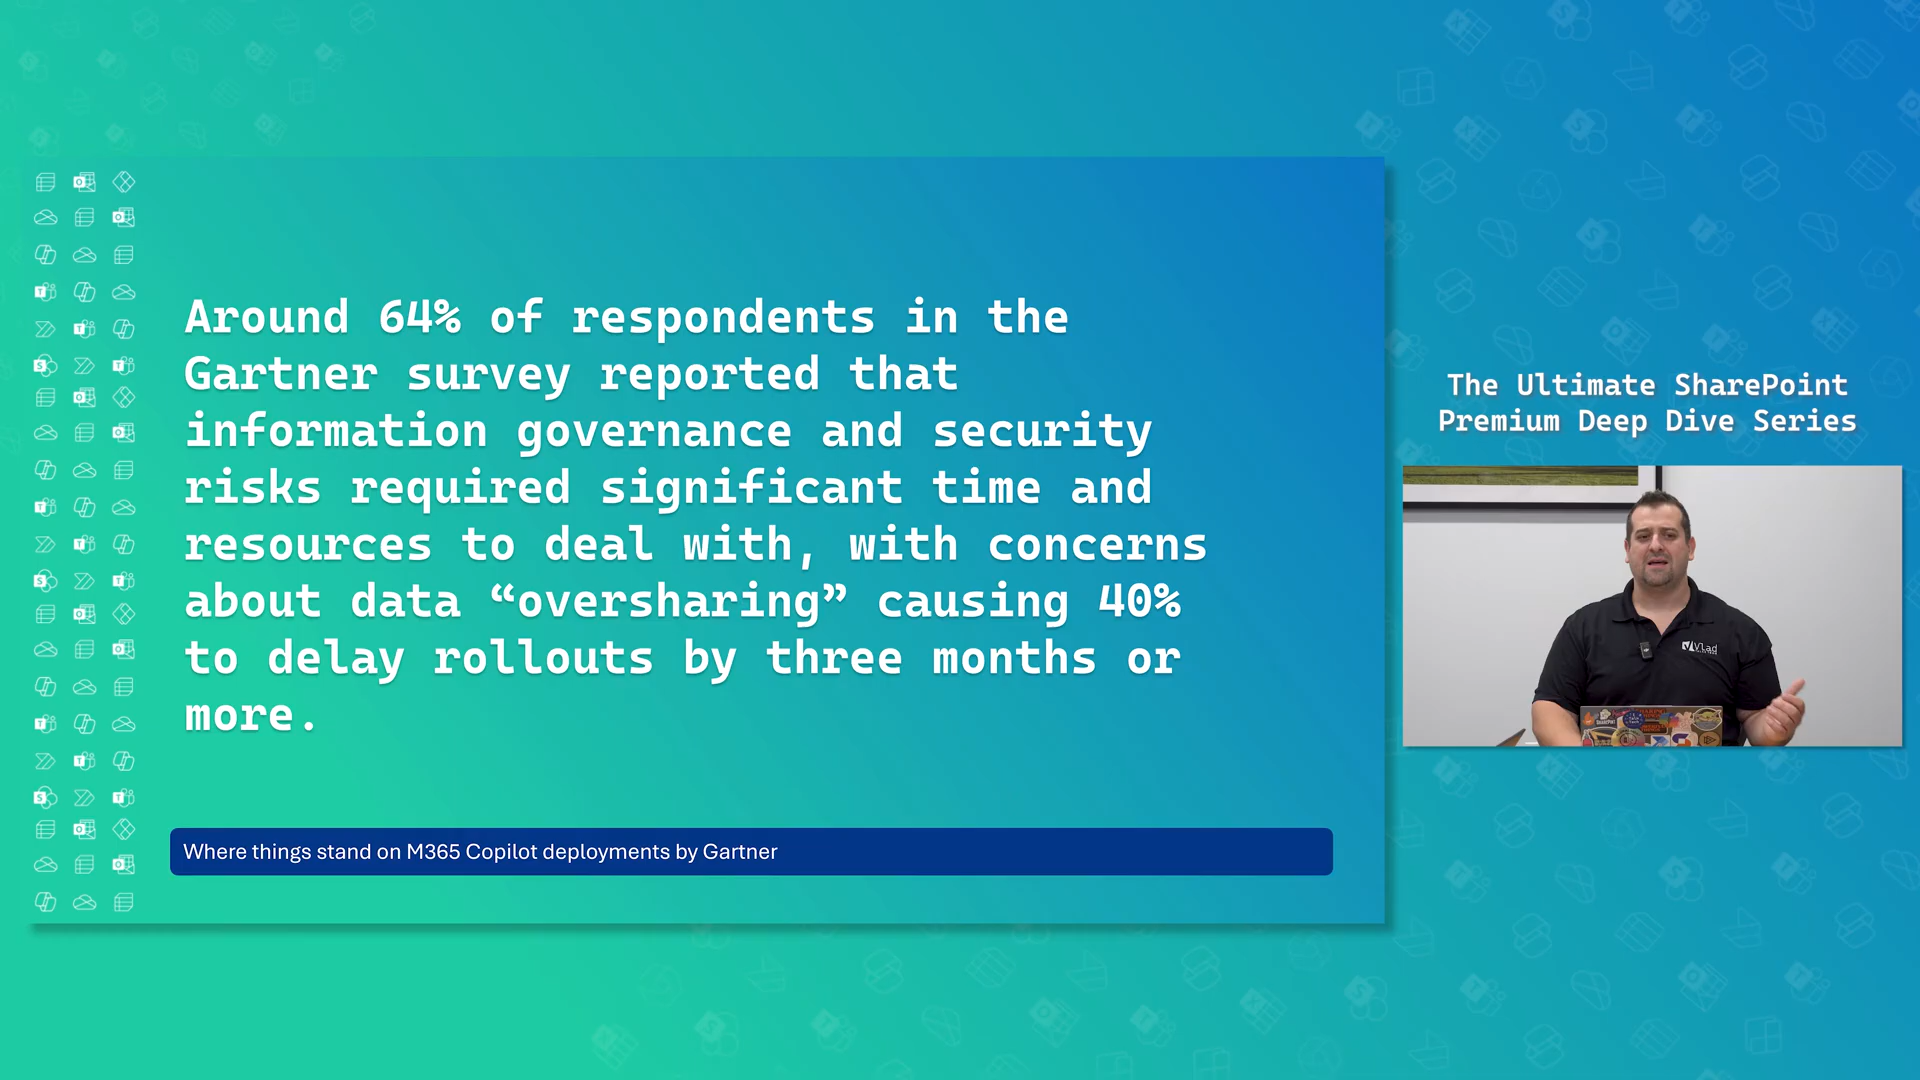 Around 64% of respondents in the
Gartner survey reported that
information governance and security
risks required significant time and
resources to deal with, with concerns
about data “oversharing” causing 40%
to delay rollouts by three months or
more.
Where things stand on M365 Copilot deployments by Gartner
The Ultimate SharePoint
Premium Deep Dive Series
Vlad